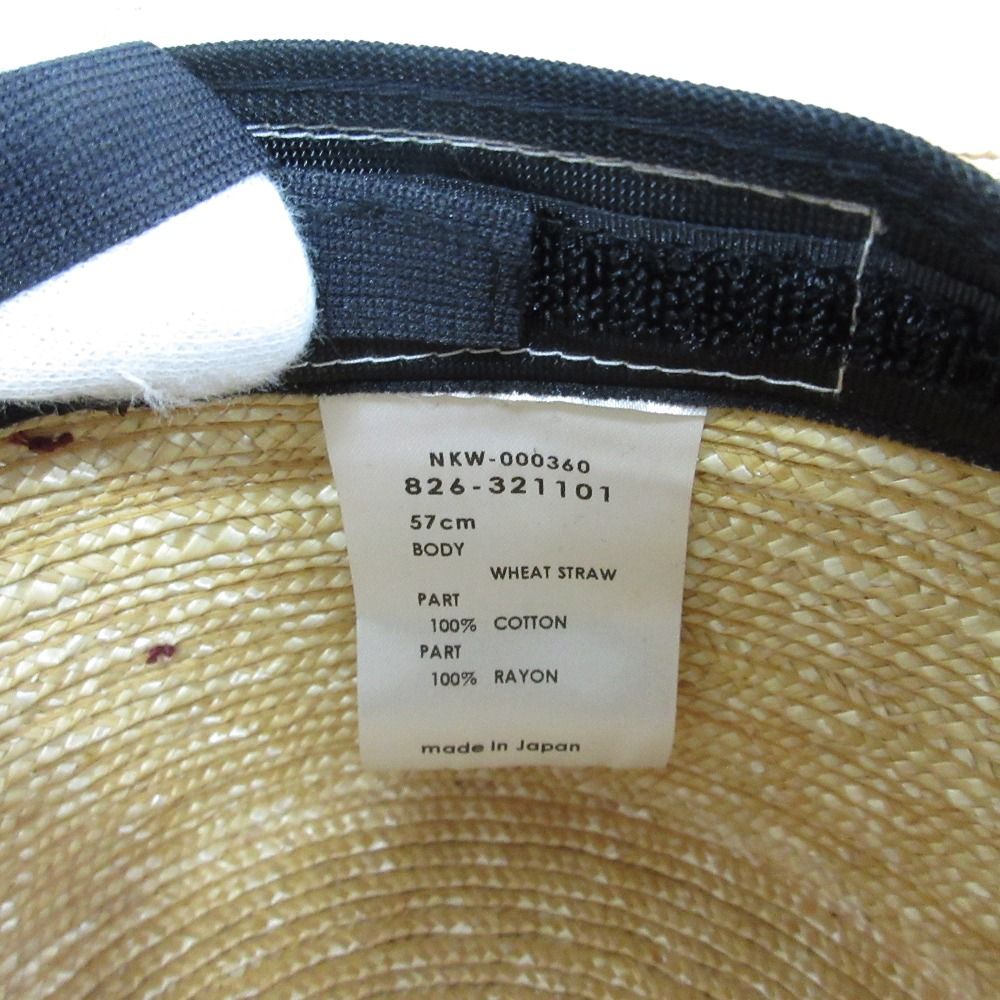 NKW-000360
826-321101
57cm
BODY
WHEAT STRAW
PART
100% COTTON
PART
100% RAYON
made in Japan